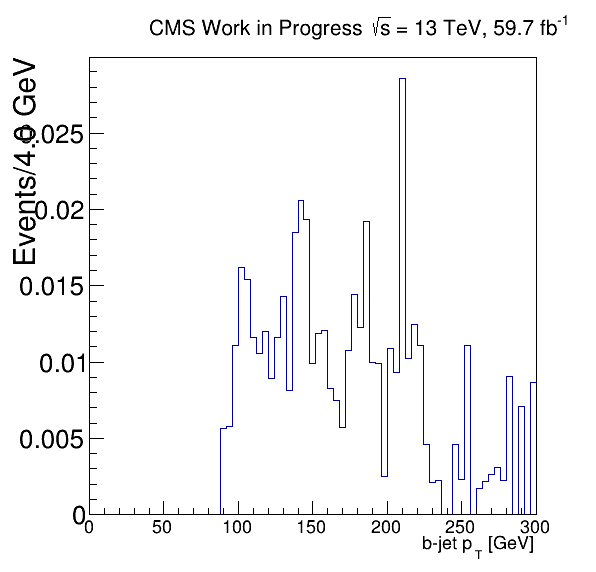 CMS Work in Progress √s = 13 TeV, 59.7 fb⁻¹
Events/4.0 GeV
0.025
0.02
0.015
0.01
0.005
0
0 50 100 150 200 250 300
b-jet p_T [GeV]